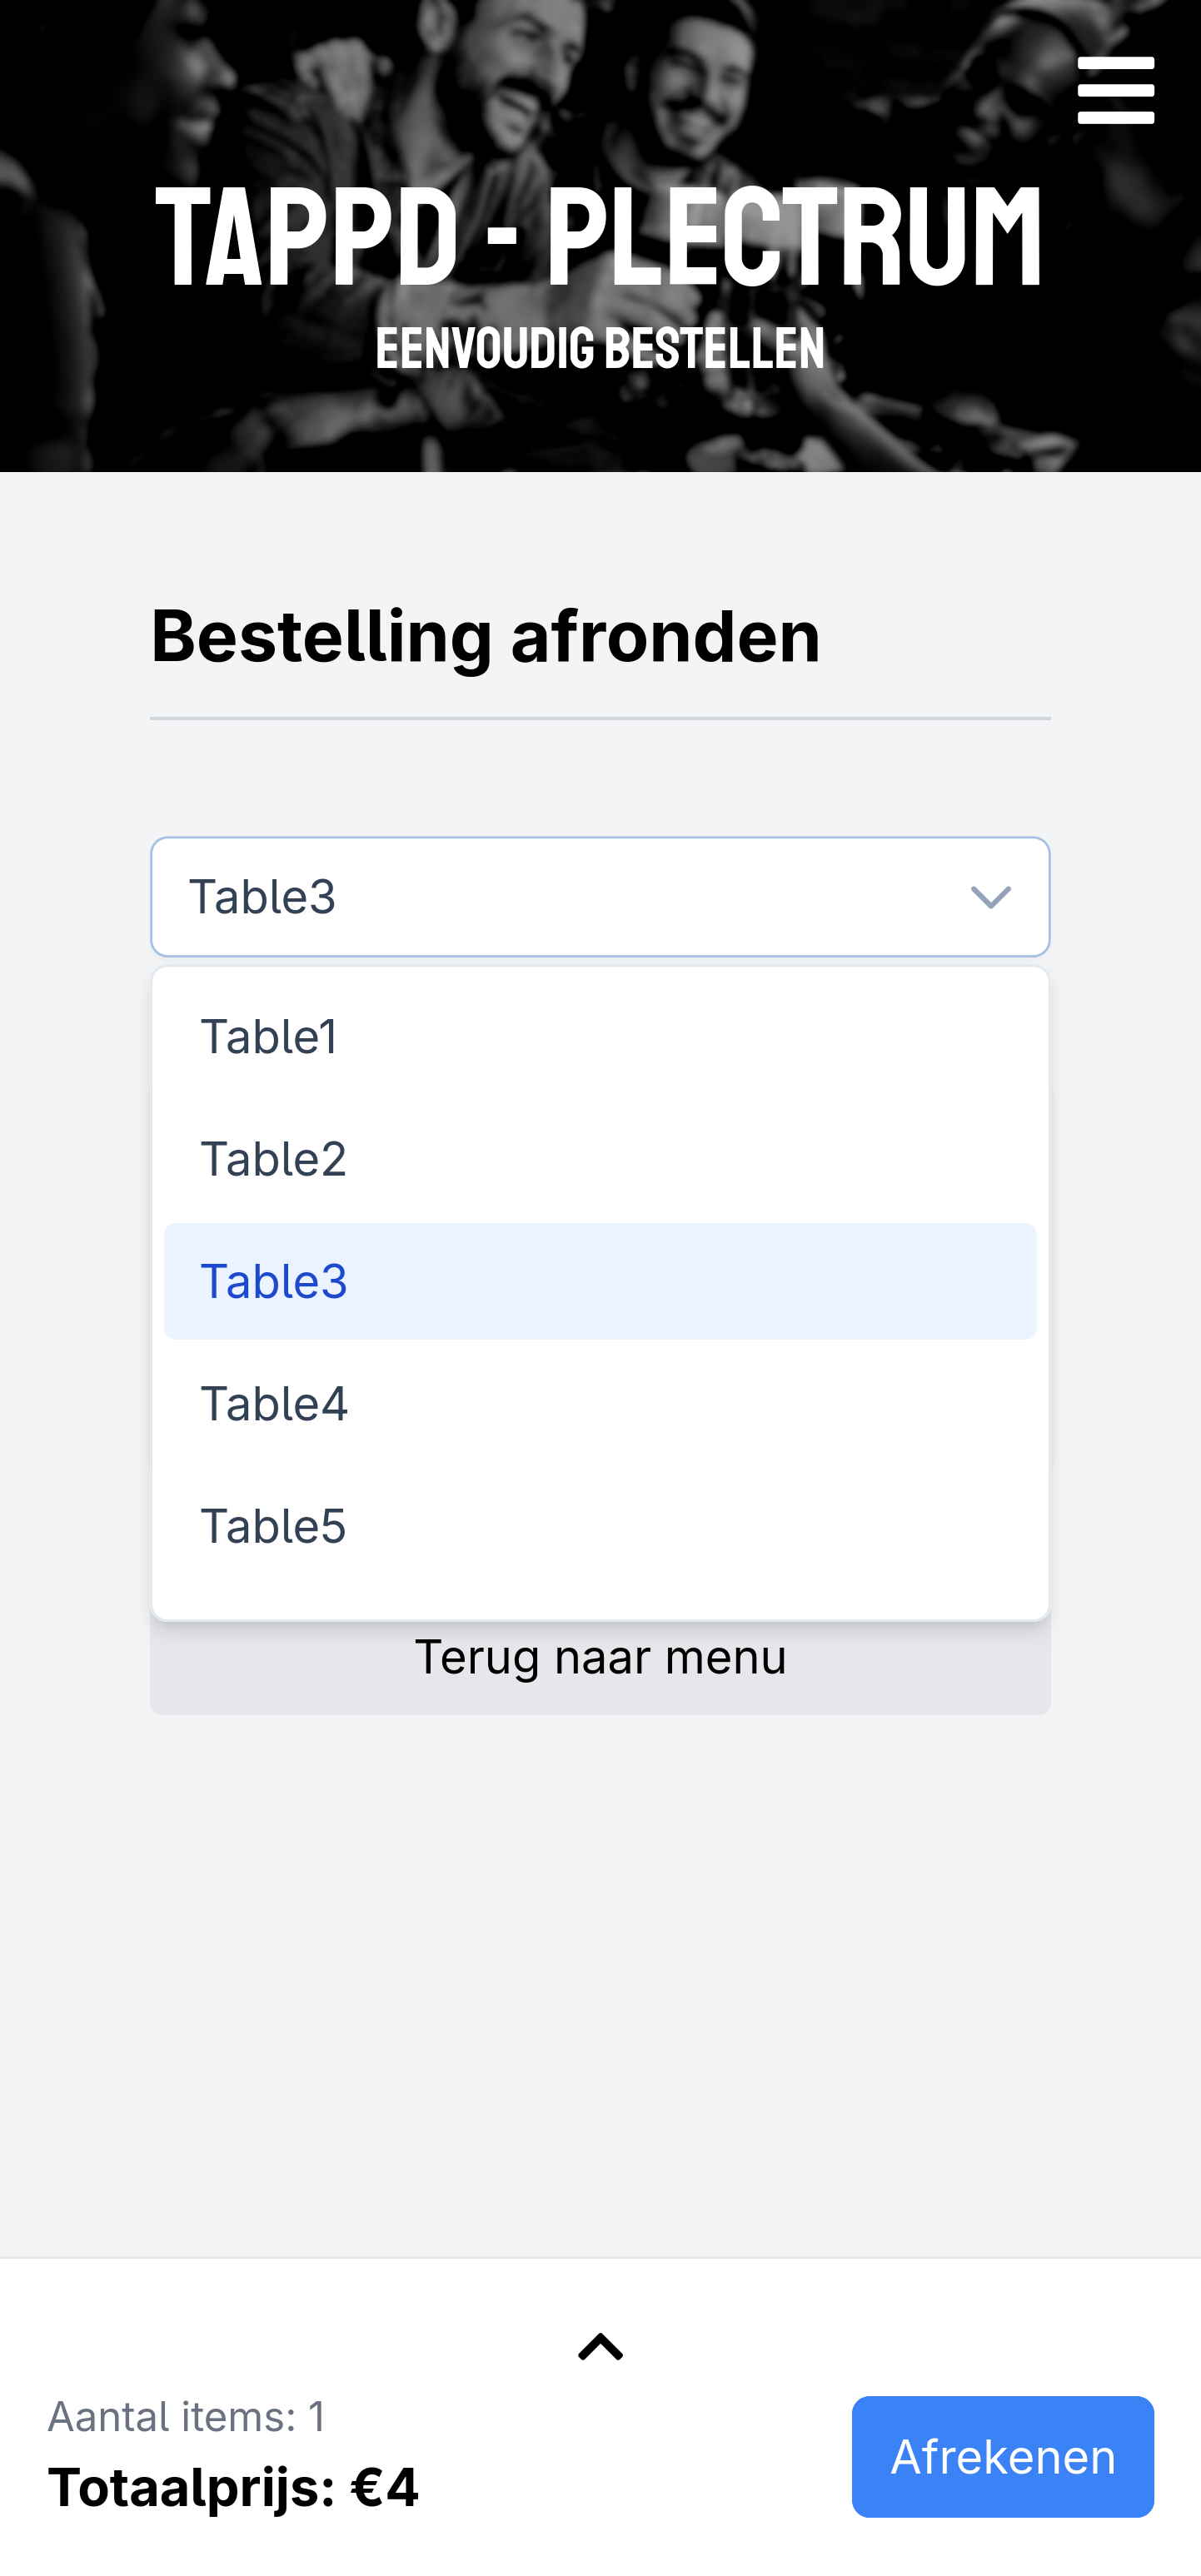 TAPPD - PLECTRUM
EENVOUDIG BESTELLEN
Bestelling afronden
Table3
Table1
Table2
Table3
Table4
Table5
Terug naar menu
Aantal items: 1
Totaalprijs: €4
Afrekenen